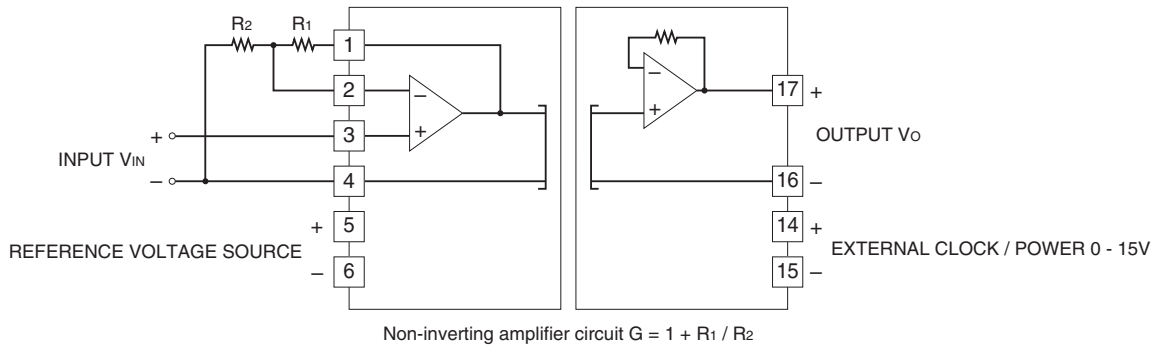 R2 R1
1
2
3
4
5
6
− +
+ −
INPUT VIN
+ −
REFERENCE VOLTAGE SOURCE
− +
17 +
OUTPUT VO
16 −
14 +
EXTERNAL CLOCK / POWER 0 - 15V
15 −
Non-inverting amplifier circuit G = 1 + R1 / R2